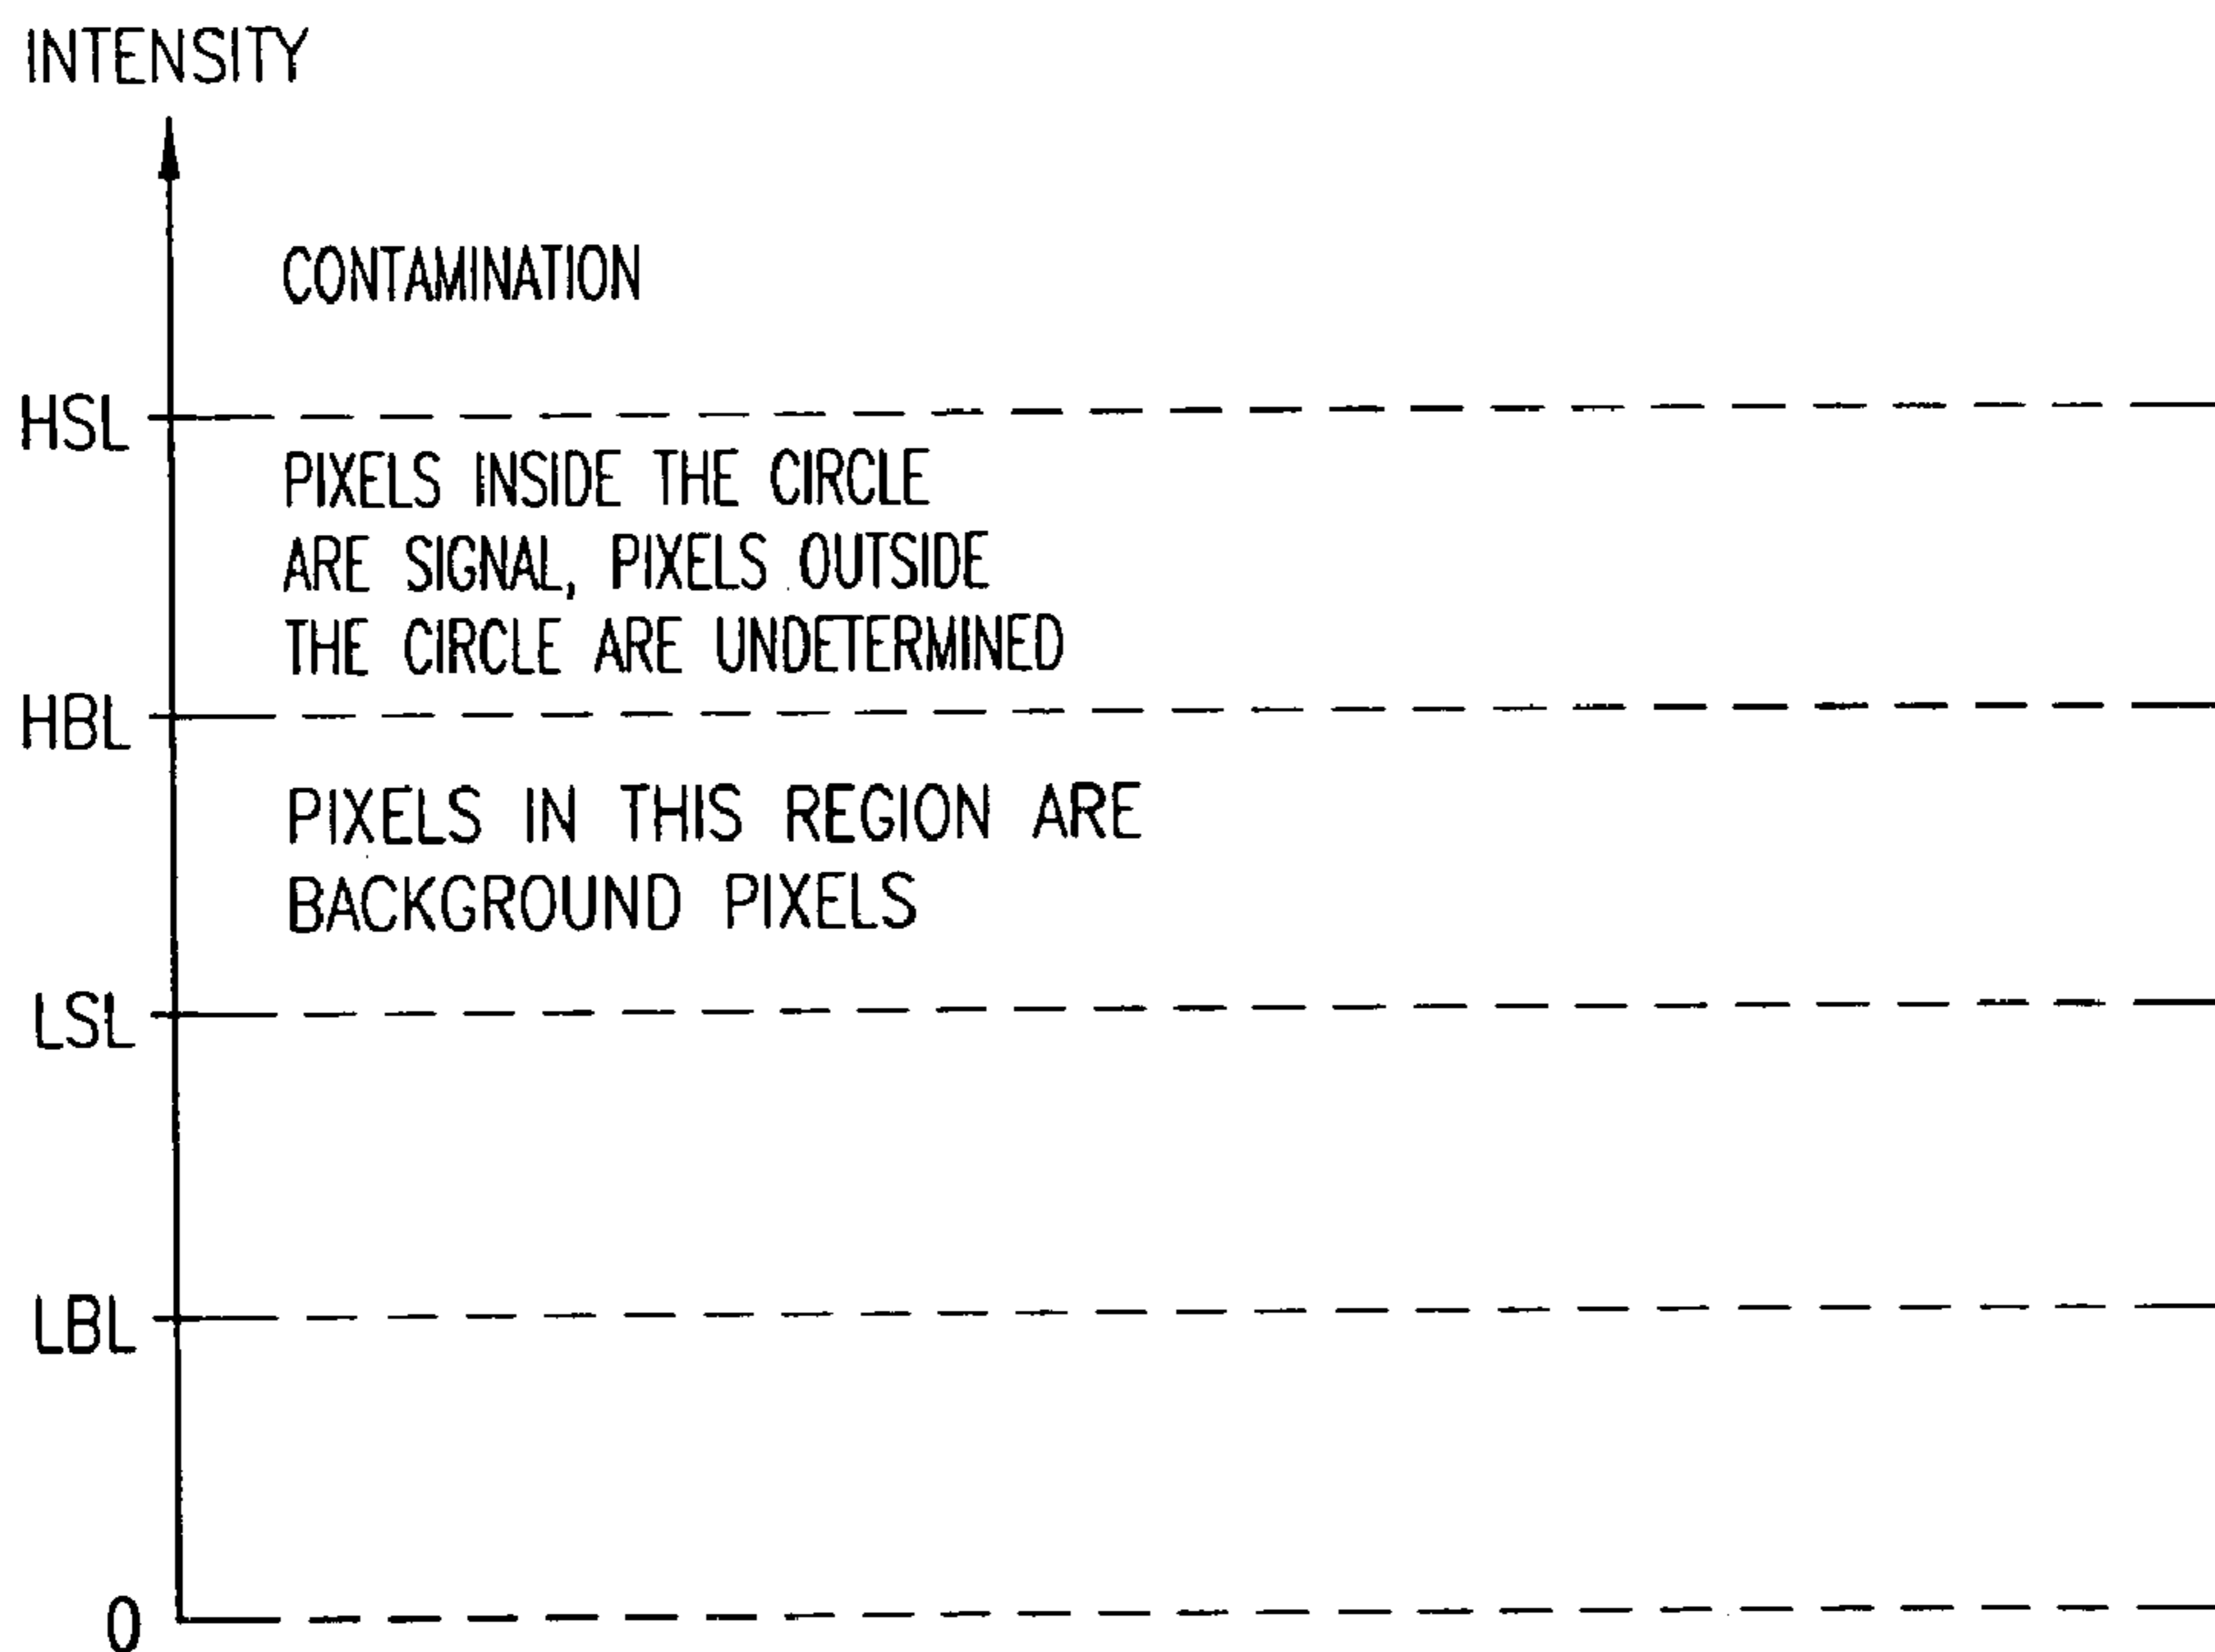 INTENSITY
CONTAMINATION
HSL
PIXELS INSIDE THE CIRCLE
ARE SIGNAL, PIXELS OUTSIDE
THE CIRCLE ARE UNDETERMINED
HBL
PIXELS IN THIS REGION ARE
BACKGROUND PIXELS
LSL
LBL
0